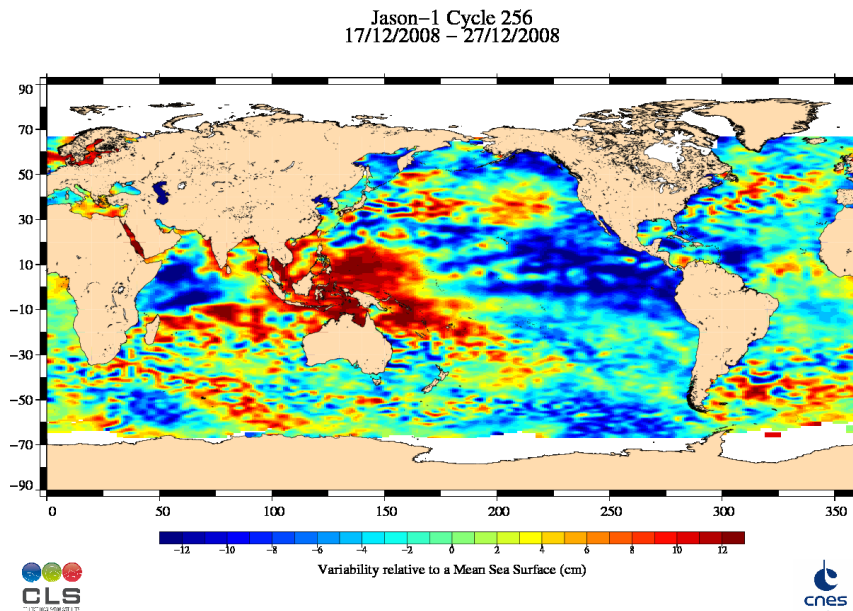 Jason−1 Cycle 256
17/12/2008 − 27/12/2008
90
70
50
30
10
−10
−30
−50
−70
−90
0 50 100 150 200 250 300 350
−12 −10 −8 −6 −4 −2 0 2 4 6 8 10 12
Variability relative to a Mean Sea Surface (cm)
CLS
cnes